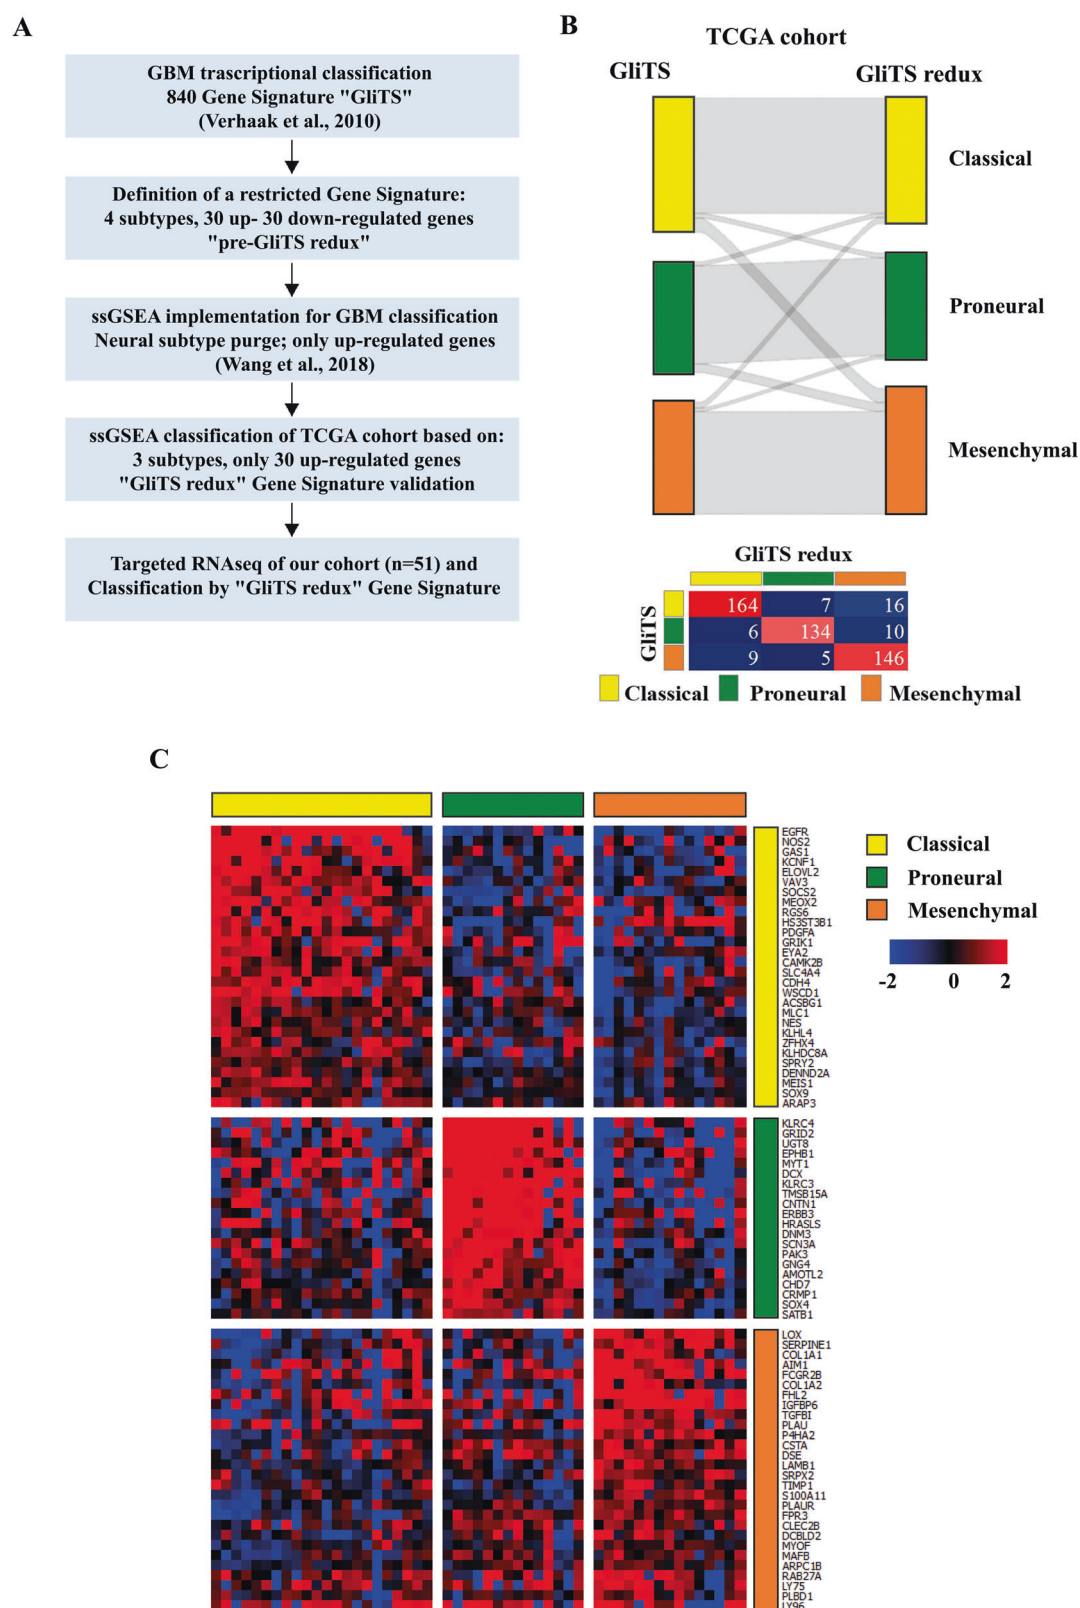 A
GBM trascriptional classification
840 Gene Signature "GliTS"
(Verhaak et al., 2010)
Definition of a restricted Gene Signature:
4 subtypes, 30 up- 30 down-regulated genes
"pre-GliTS redux"
ssGSEA implementation for GBM classification
Neural subtype purge; only up-regulated genes
(Wang et al., 2018)
ssGSEA classification of TCGA cohort based on:
3 subtypes, only 30 up-regulated genes
"GliTS redux" Gene Signature validation
Targeted RNAseq of our cohort (n=51) and
Classification by "GliTS redux" Gene Signature
B
TCGA cohort
GliTS
GliTS redux
Classical
Proneural
Mesenchymal
GliTS redux
GliTS
164 7 16
6 134 10
9 5 146
Classical Proneural Mesenchymal
C
EGFR
NOS2
GAS1
KCNF1
ELOVL2
VAV3
SOCS2
MEOX2
RGS6
HS3ST3B1
PDGFA
GRIK1
EYA2
CAMK2B
SLC4A4
CDH4
WSCD1
ACSBG1
MLC1
NES
KLHL4
ZFHX4
KLHDC8A
SPRY2
DENND2A
MEIS1
SOX9
ARAP3
KLRC4
GRID2
UGT8
EPHB1
MYT1
DCX
KLRC3
TMSB15A
CNTN1
ERBB3
HRASLS
DNM3
SCN3A
PAK3
GNG4
AMOTL2
CHD7
CRMP1
SOX4
SATB1
LOX
SERPINE1
COL1A1
AIM1
FCGR2B
COL1A2
FHL2
IGFBP6
TGFBI
PLAU
P4HA2
CSTA
DSE
LAMB1
SRPX2
TIMP1
S100A11
PLAUR
FPR3
CLEC2B
DCBLD2
MYOF
MAFB
ARPC1B
RAB27A
LY75
PLBD1
LY96
Classical
Proneural
Mesenchymal
-2 0 2